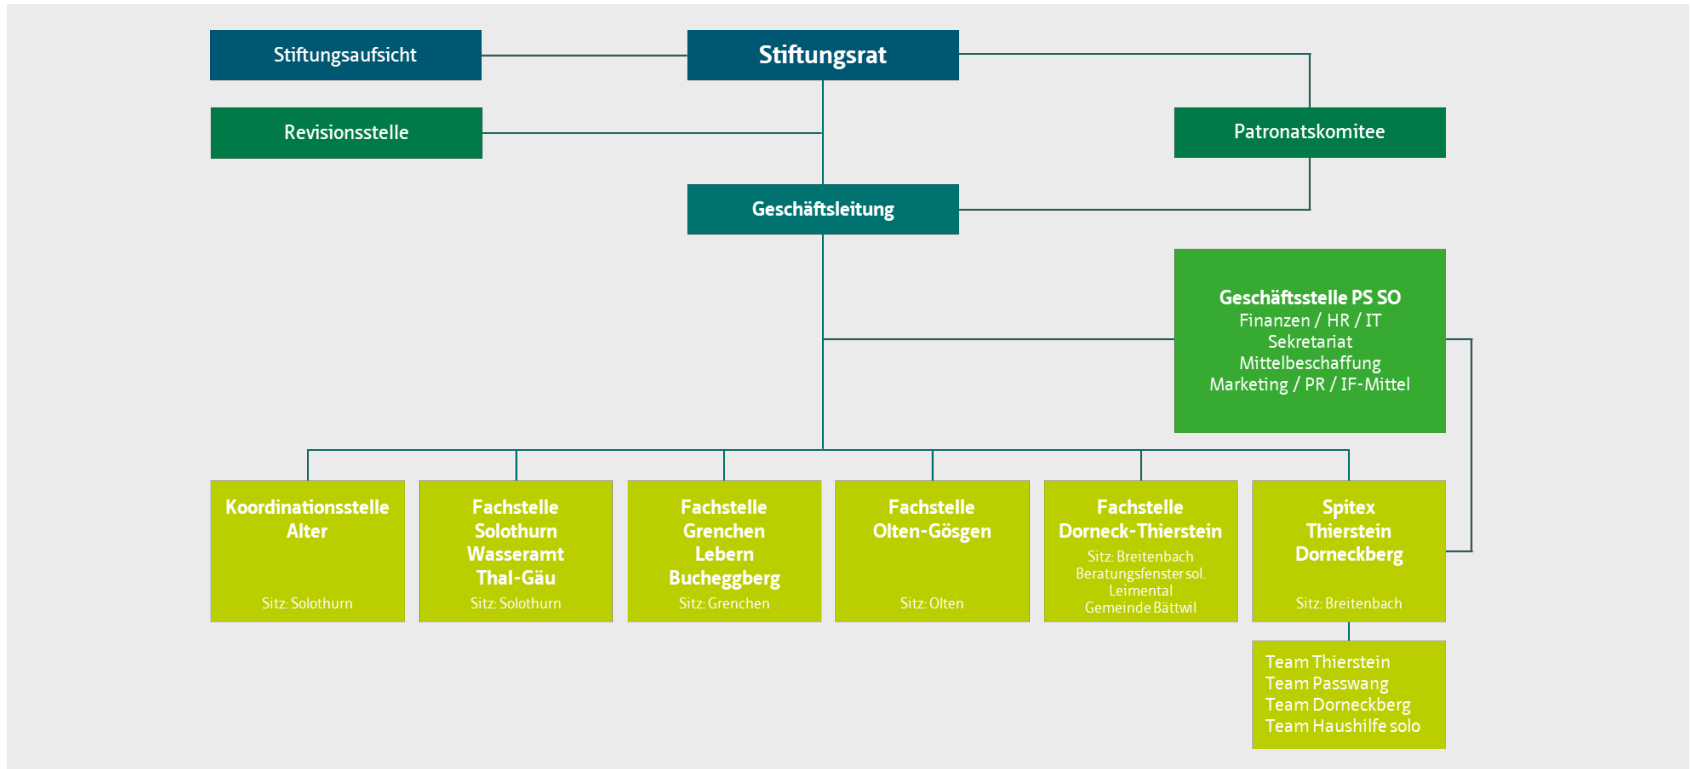 Stiftungsaufsicht
Stiftungsrat
Revisionsstelle
Patronatskomitee
Geschäftsleitung
Geschäftsstelle PS SO
Finanzen / HR / IT
Sekretariat
Mittelbeschaffung
Marketing / PR / IF-Mittel
Koordinationsstelle
Alter
Sitz: Solothurn
Fachstelle
Solothurn
Wasseramt
Thal-Gäu
Sitz: Solothurn
Fachstelle
Grenchen
Lebern
Bucheggberg
Sitz: Grenchen
Fachstelle
Olten-Gösgen
Sitz: Olten
Fachstelle
Dorneck-Thierstein
Sitz: Breitenbach
Beratungsfenster sol.
Leimental
Gemeinde Bättwil
Spitex
Thierstein
Dorneckberg
Sitz: Breitenbach
Team Thierstein
Team Passwang
Team Dorneckberg
Team Haushilfe solo